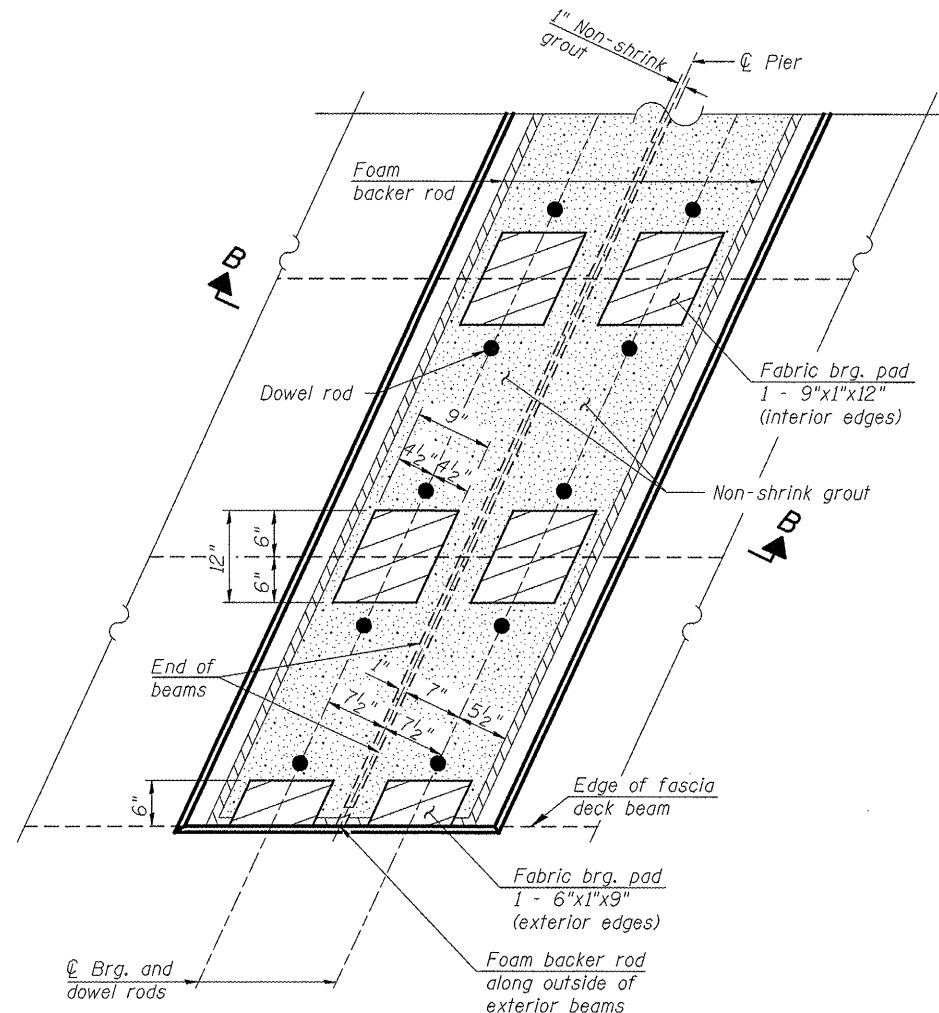 1" Non-shrink
grout
℄ Pier
Foam
backer rod
B
Dowel rod
Fabric brg. pad
1 - 9"x1"x12"
(interior edges)
9"
4½"
4½"
Non-shrink grout
B
12"
6"
6"
End of
beams
1"
7"
7½"
7½"
5½"
6"
Edge of fascia
deck beam
Fabric brg. pad
1 - 6"x1"x9"
(exterior edges)
℄ Brg. and
dowel rods
Foam backer rod
along outside of
exterior beams